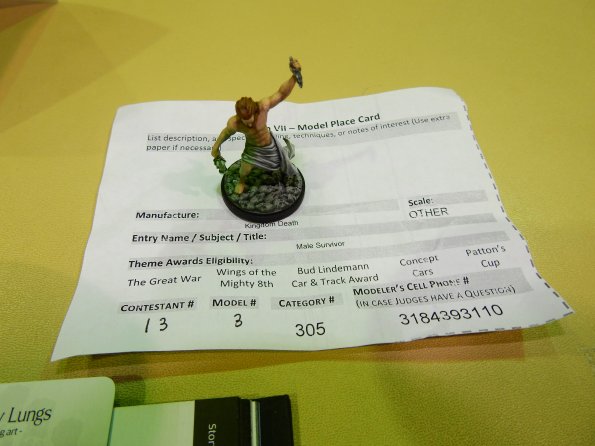 VII – Model Place Card
List description, techniques, or notes of interest (Use extra
paper if necessa
Manufacture:
Kingdom Death
Scale:
OTHER
Entry Name / Subject / Title:
Male Survivor
Theme Awards Eligibility:
The Great War
Wings of the
Mighty 8th
Bud Lindemann
Car & Track Award
Concept
Cars
Patton's
Cup
CONTESTANT #
13
MODEL #
3
CATEGORY #
305
MODELER'S CELL PHONE #
(IN CASE JUDGES HAVE A QUESTION)
3184393110
y Lungs
g art -
Ston